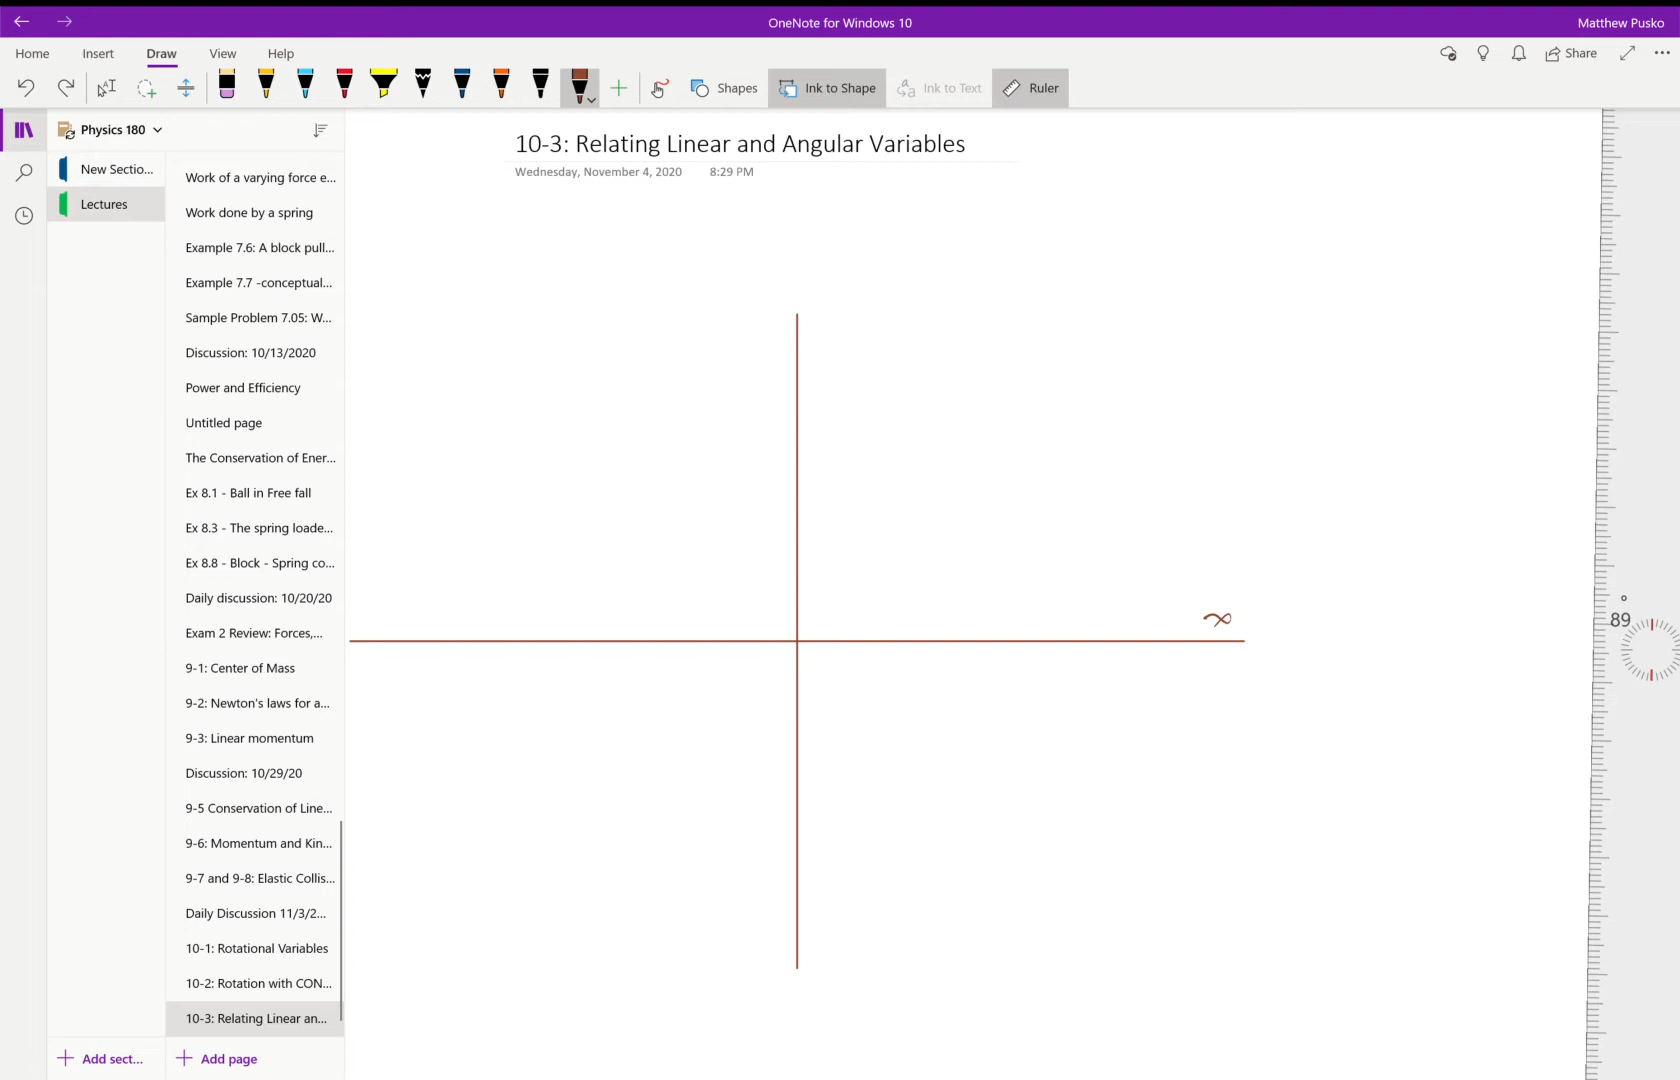 OneNote for Windows 10
Matthew Pusko
Home Insert Draw View Help
Share
Shapes Ink to Shape Ink to Text Ruler
Physics 180
New Sectio...
Lectures
Work of a varying force e...
Work done by a spring
Example 7.6: A block pull...
Example 7.7 -conceptual...
Sample Problem 7.05: W...
Discussion: 10/13/2020
Power and Efficiency
Untitled page
The Conservation of Ener...
Ex 8.1 - Ball in Free fall
Ex 8.3 - The spring loade...
Ex 8.8 - Block - Spring co...
Daily discussion: 10/20/20
Exam 2 Review: Forces,...
9-1: Center of Mass
9-2: Newton's laws for a...
9-3: Linear momentum
Discussion: 10/29/20
9-5 Conservation of Line...
9-6: Momentum and Kin...
9-7 and 9-8: Elastic Collis...
Daily Discussion 11/3/2...
10-1: Rotational Variables
10-2: Rotation with CON...
10-3: Relating Linear an...
Add sect...
Add page
10-3: Relating Linear and Angular Variables
Wednesday, November 4, 2020 8:29 PM
89°